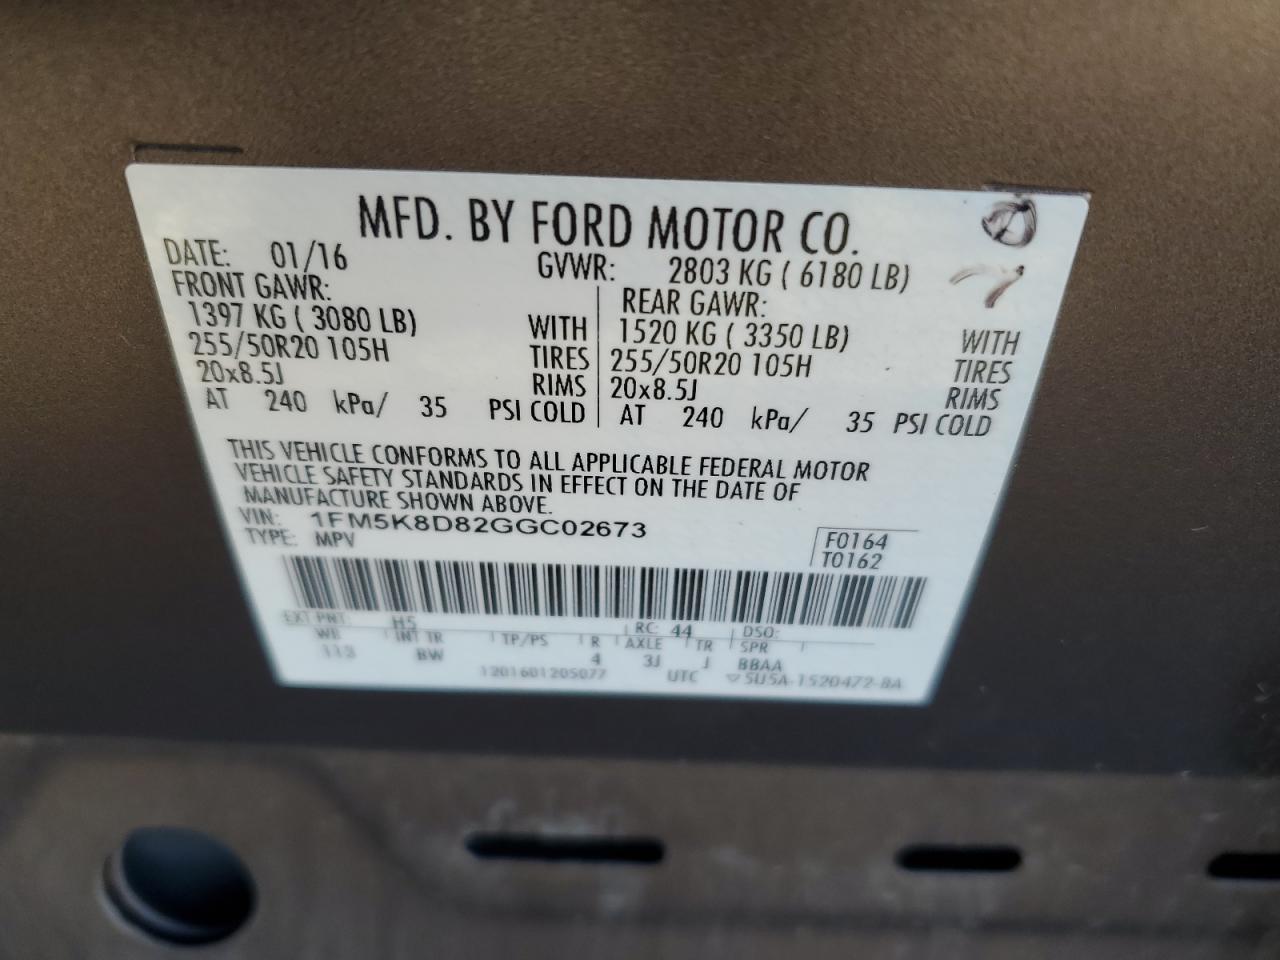 MFD. BY FORD MOTOR CO.
DATE: 01/16 GVWR: 2803 KG ( 6180 LB)
FRONT GAWR: REAR GAWR:
1397 KG ( 3080 LB) WITH 1520 KG ( 3350 LB) WITH
255/50R20 105H TIRES 255/50R20 105H TIRES
20x8.5J RIMS 20x8.5J RIMS
AT 240 kPa/ 35 PSI COLD AT 240 kPa/ 35 PSI COLD
THIS VEHICLE CONFORMS TO ALL APPLICABLE FEDERAL MOTOR
VEHICLE SAFETY STANDARDS IN EFFECT ON THE DATE OF
MANUFACTURE SHOWN ABOVE.
VIN: 1FM5K8D82GGC02673
TYPE: MPV
F0164
T0162
EXT PNT: H5 RC: 44 DSO:
WB INT TR TP/PS R AXLE TR SPR
113 BW 4 3J J BBAA
1201601205077 UTC ▽ 5U5A-1520472-BA